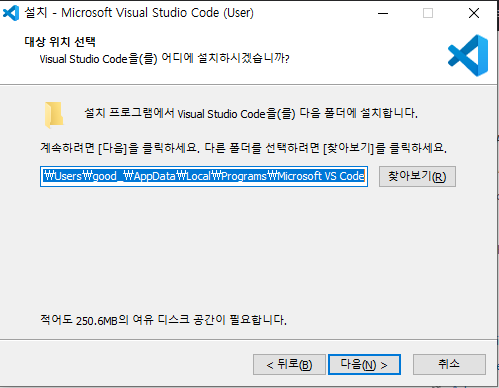 설치 - Microsoft Visual Studio Code (User)
대상 위치 선택
Visual Studio Code을(를) 어디에 설치하시겠습니까?
설치 프로그램에서 Visual Studio Code을(를) 다음 폴더에 설치합니다.
계속하려면 [다음]을 클릭하세요. 다른 폴더를 선택하려면 [찾아보기]를 클릭하세요.
₩Users₩good_₩AppData₩Local₩Programs₩Microsoft VS Code
찾아보기(R)
적어도 250.6MB의 여유 디스크 공간이 필요합니다.
< 뒤로(B)
다음(N) >
취소